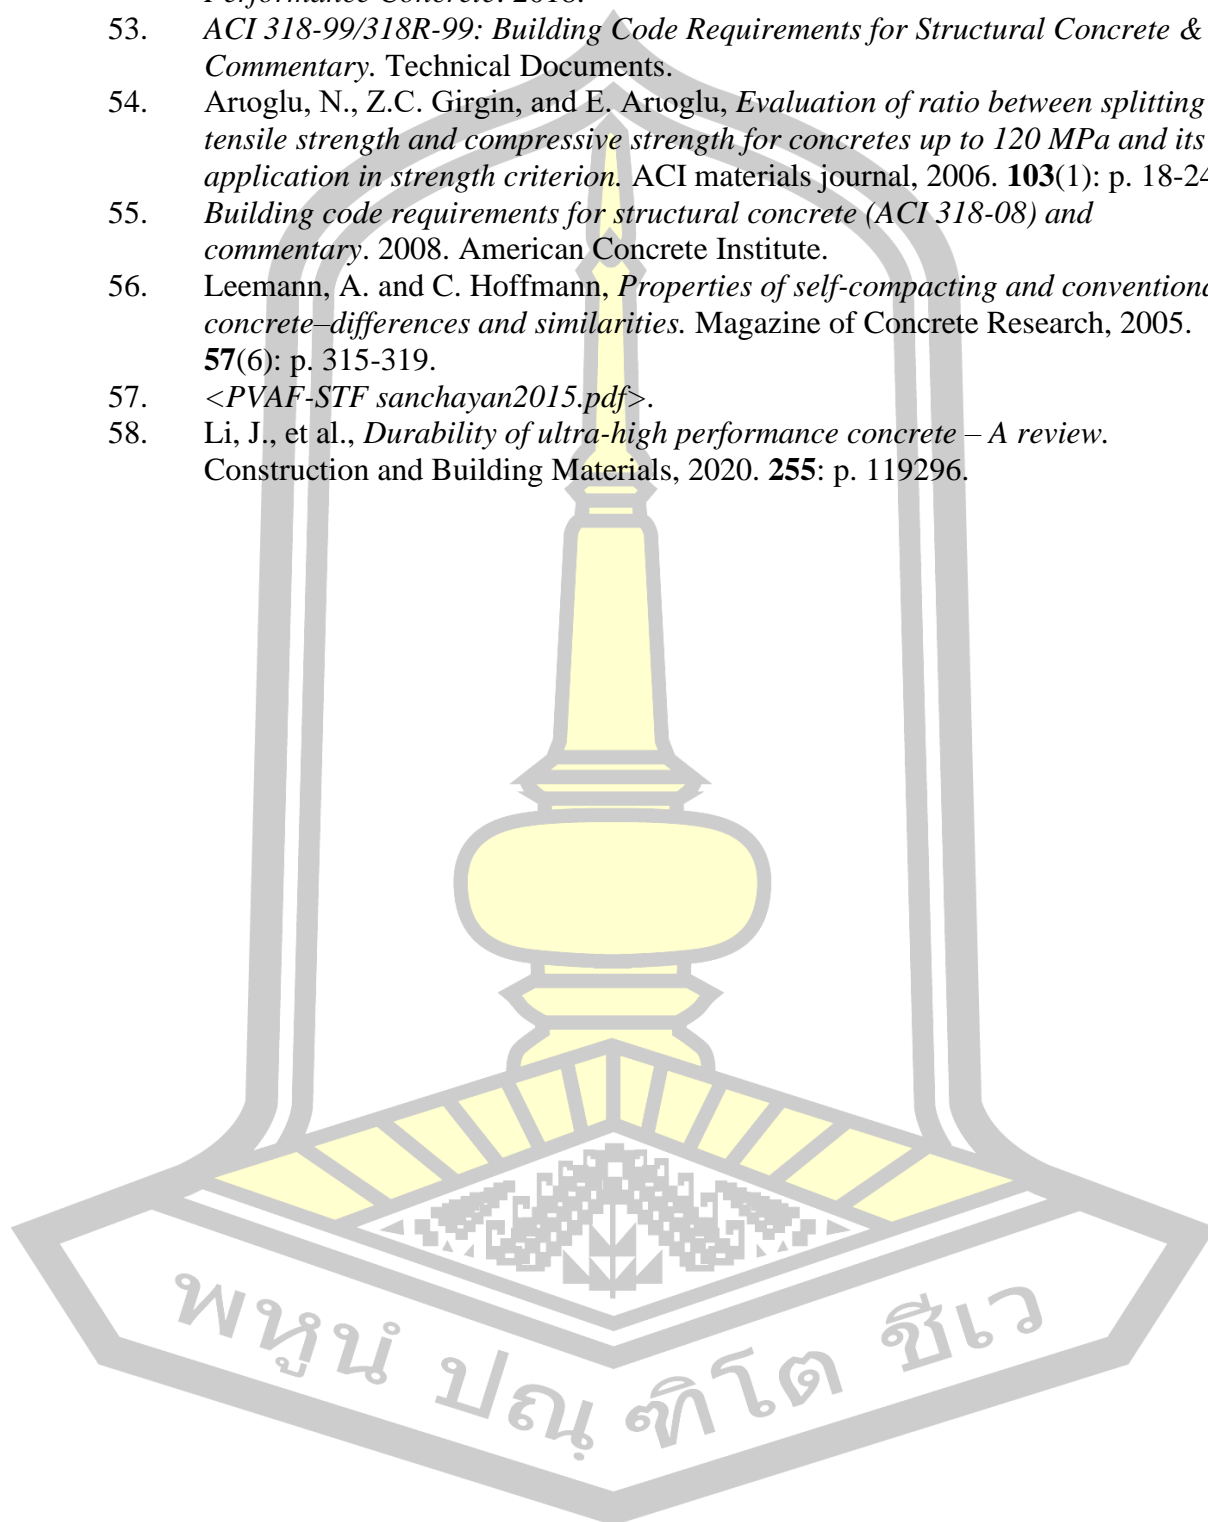 Performance Concrete. 2018.
53. ACI 318-99/318R-99: Building Code Requirements for Structural Concrete &
Commentary. Technical Documents.
54. Arıoglu, N., Z.C. Girgin, and E. Arıoglu, Evaluation of ratio between splitting
tensile strength and compressive strength for concretes up to 120 MPa and its
application in strength criterion. ACI materials journal, 2006. 103(1): p. 18-24
55. Building code requirements for structural concrete (ACI 318-08) and
commentary. 2008. American Concrete Institute.
56. Leemann, A. and C. Hoffmann, Properties of self-compacting and conventiona
concrete–differences and similarities. Magazine of Concrete Research, 2005.
57(6): p. 315-319.
57. <PVAF-STF sanchayan2015.pdf>.
58. Li, J., et al., Durability of ultra-high performance concrete – A review.
Construction and Building Materials, 2020. 255: p. 119296.
พหูนํ ปณฺฑิโต ชีเว